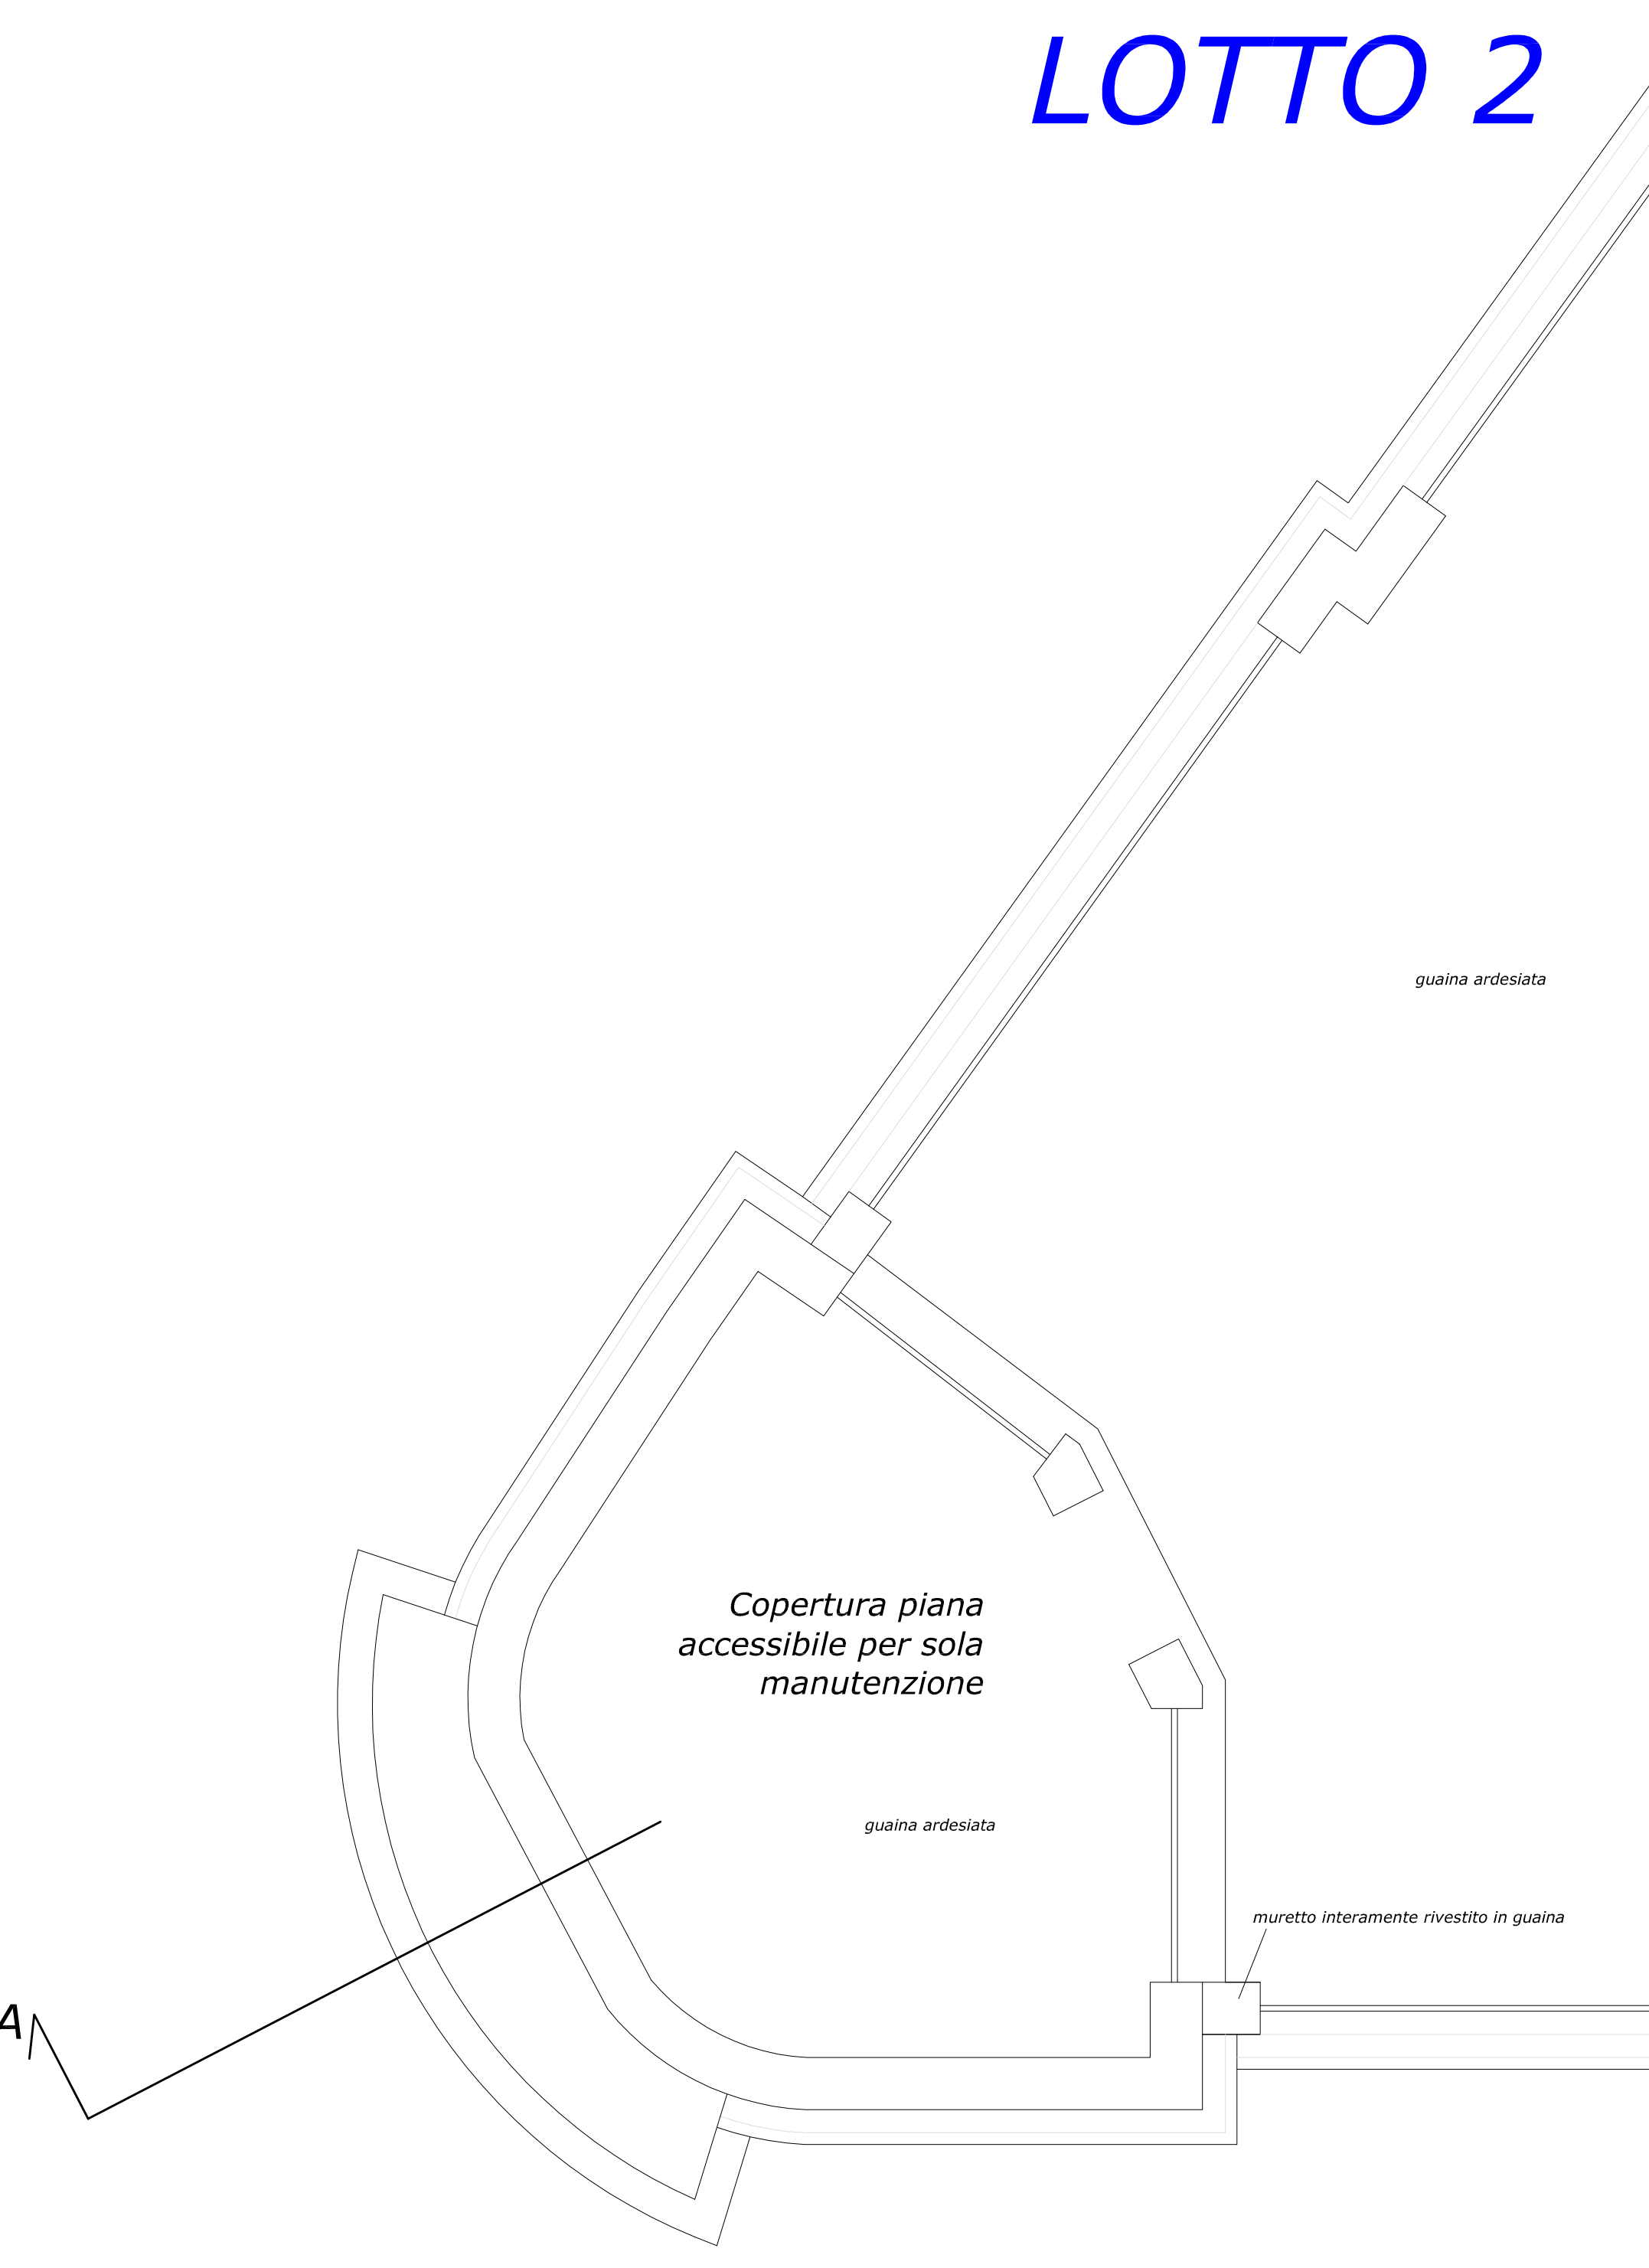 LOTTO 2
guaina ardesiata
Copertura piana
accessibile per sola
manutenzione
guaina ardesiata
muretto interamente rivestito in guaina
A